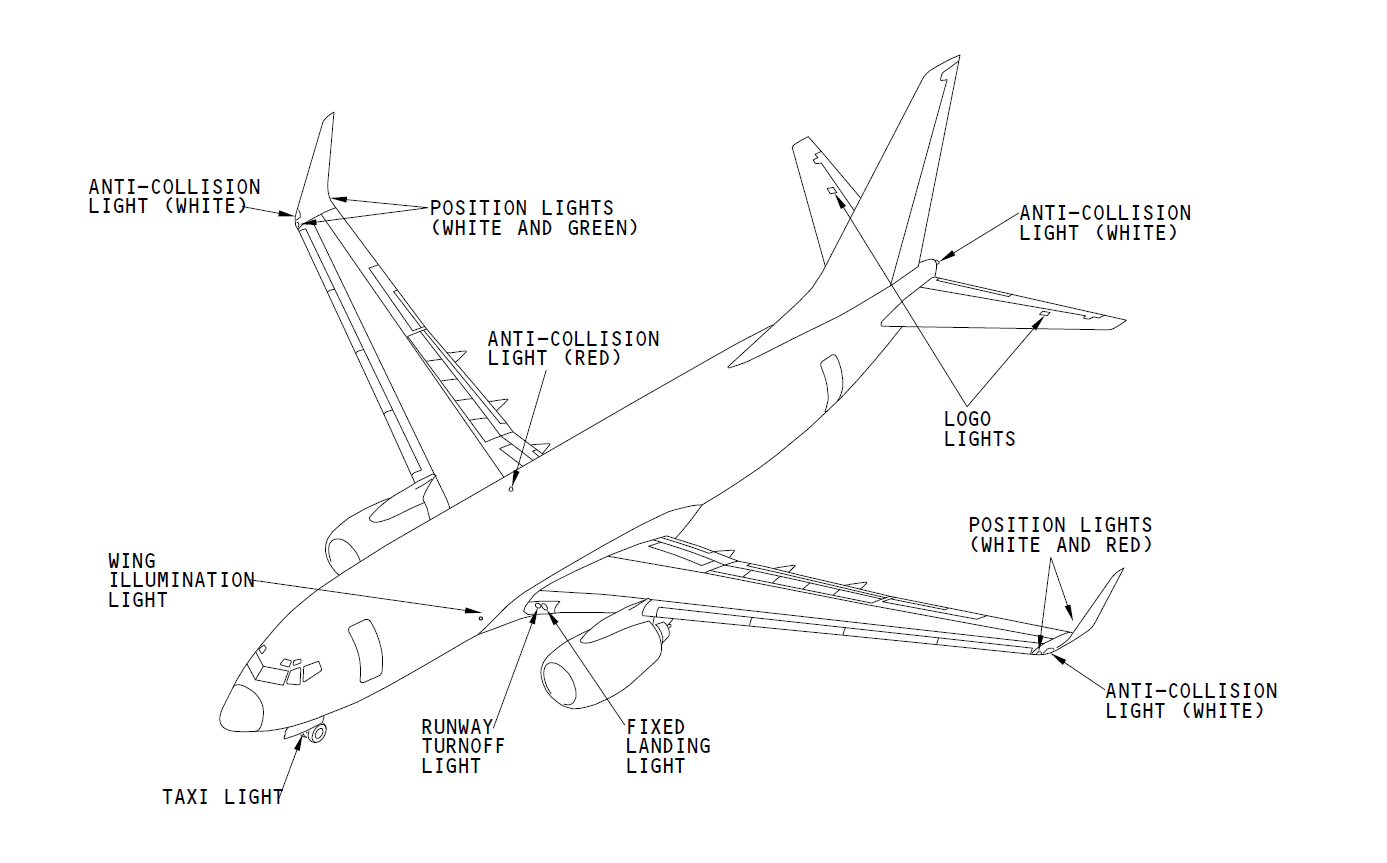 ANTI-COLLISION
LIGHT (WHITE)
POSITION LIGHTS
(WHITE AND GREEN)
ANTI-COLLISION
LIGHT (WHITE)
ANTI-COLLISION
LIGHT (RED)
LOGO
LIGHTS
POSITION LIGHTS
(WHITE AND RED)
WING
ILLUMINATION
LIGHT
ANTI-COLLISION
LIGHT (WHITE)
RUNWAY
TURNOFF
LIGHT
FIXED
LANDING
LIGHT
TAXI LIGHT